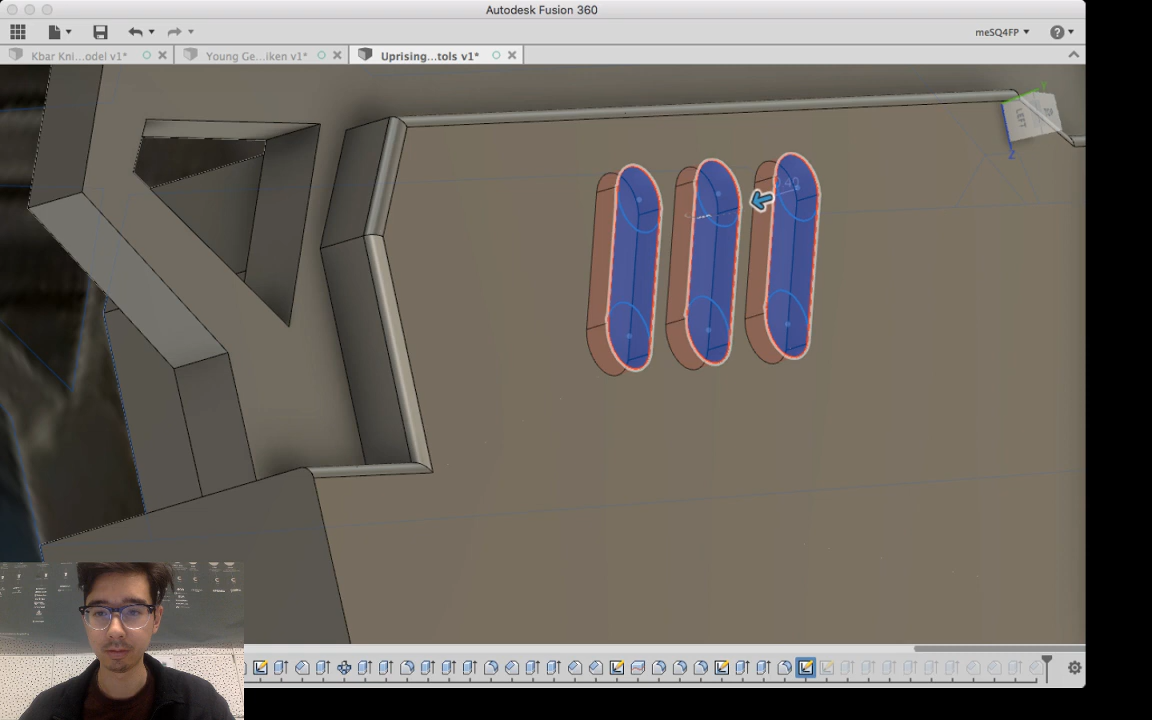 Autodesk Fusion 360
meSQ4FP
Kbar Kni...odel v1*
Young Ge...iken v1*
Uprising...tols v1*
LEFT